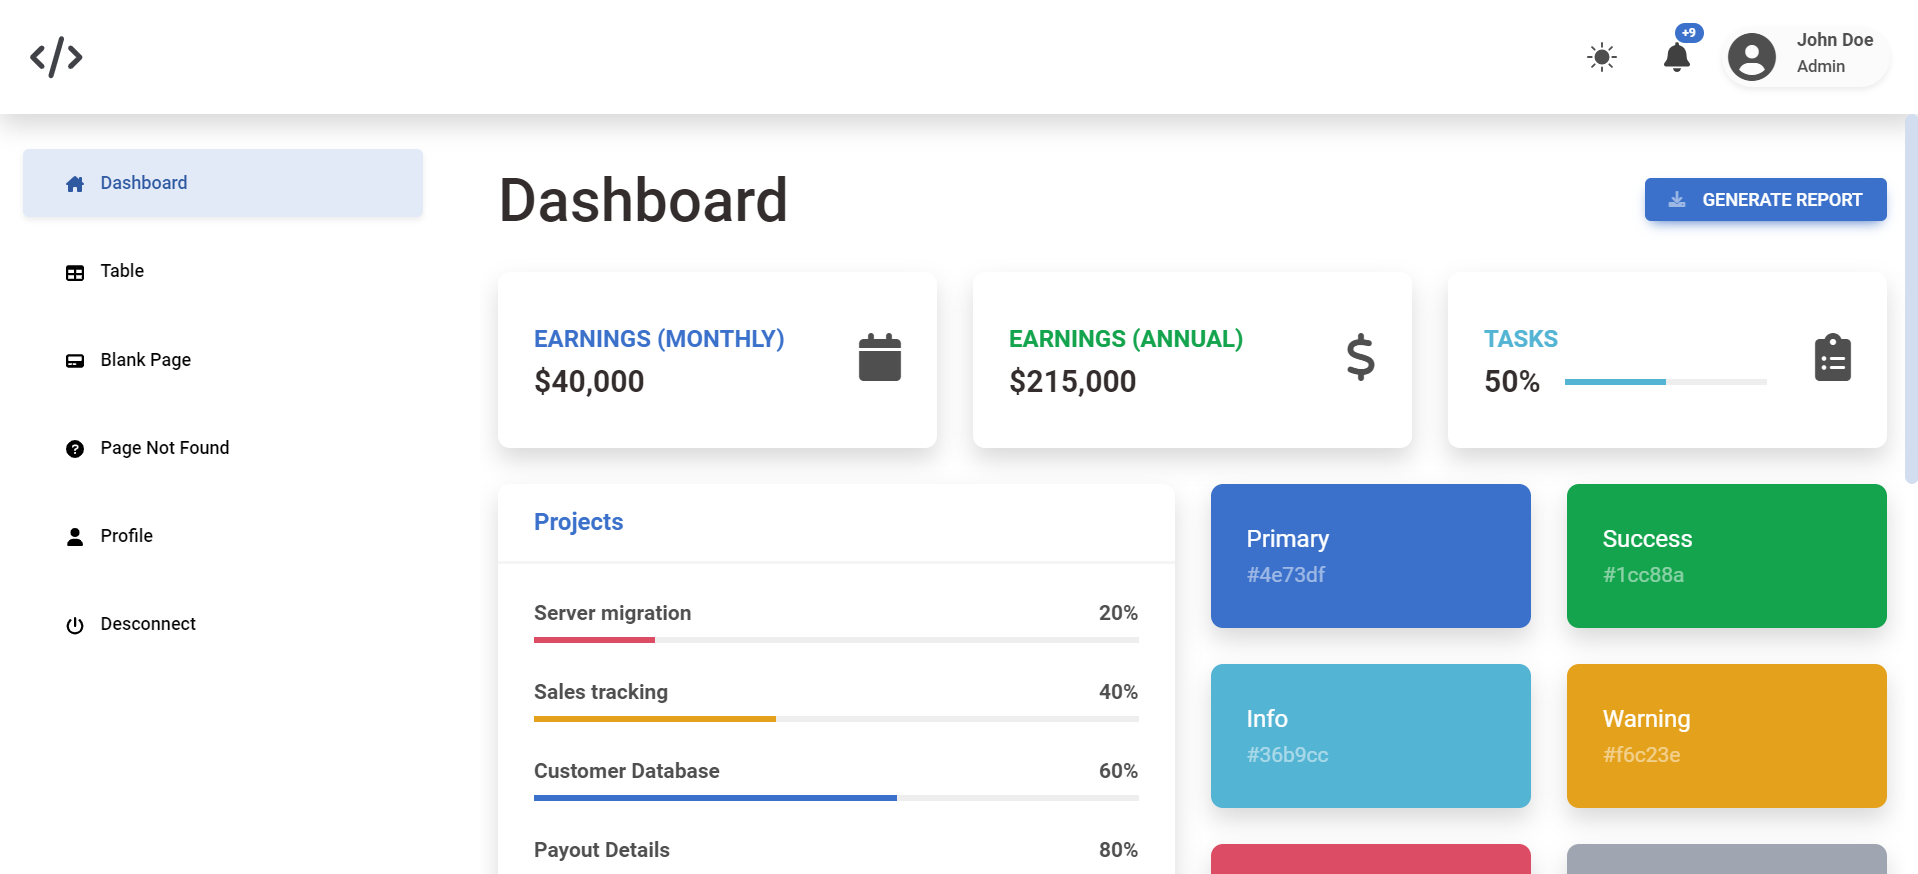 +9
John Doe
Admin
Dashboard
Table
Blank Page
Page Not Found
Profile
Desconnect
Dashboard
GENERATE REPORT
EARNINGS (MONTHLY)
$40,000
EARNINGS (ANNUAL)
$215,000
TASKS
50%
Projects
Server migration 20%
Sales tracking 40%
Customer Database 60%
Payout Details 80%
Primary
#4e73df
Success
#1cc88a
Info
#36b9cc
Warning
#f6c23e